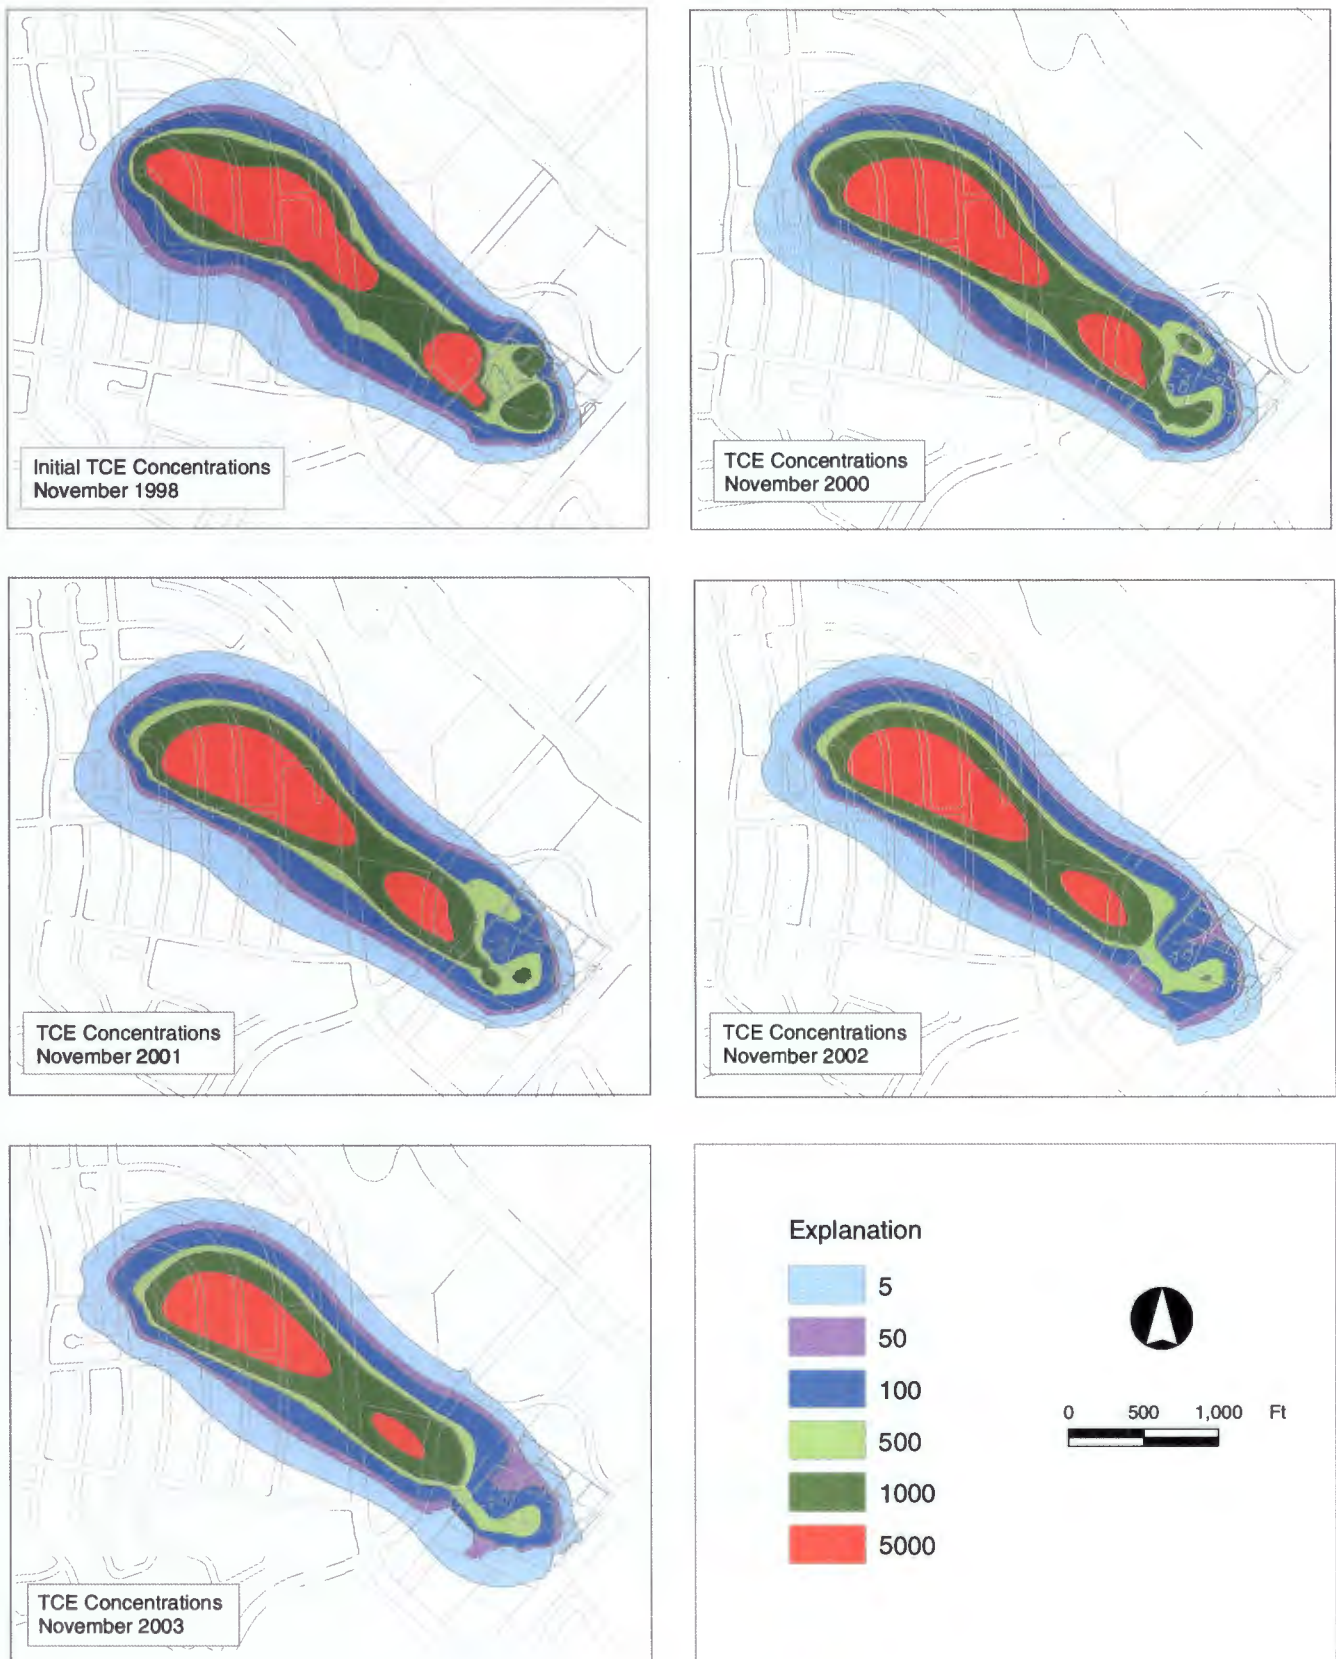 Initial TCE Concentrations
November 1998
TCE Concentrations
November 2000
TCE Concentrations
November 2001
TCE Concentrations
November 2002
TCE Concentrations
November 2003
Explanation
5
50
100
500
1000
5000
0 500 1,000 Ft